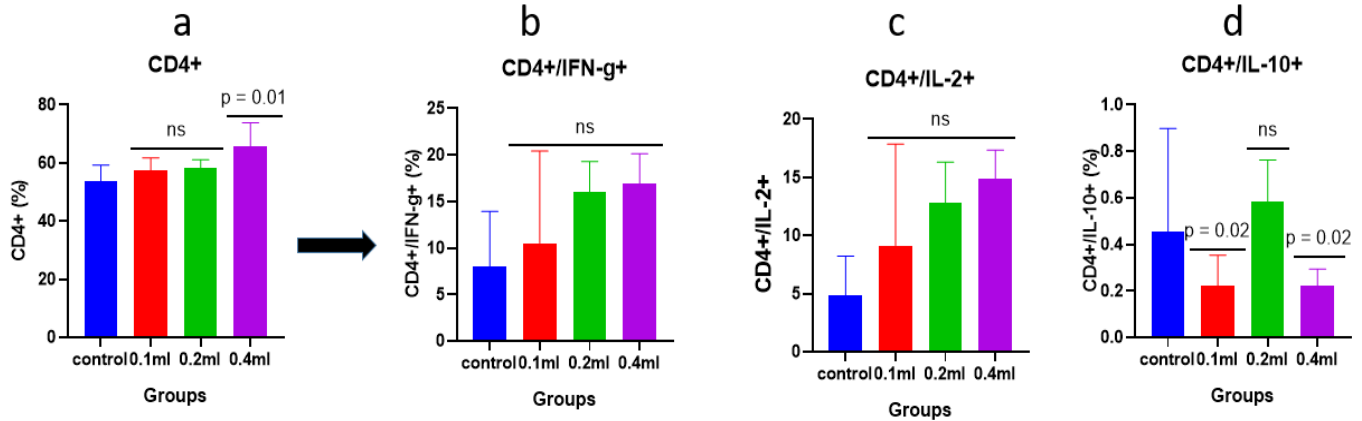 a
CD4+
p = 0.01
ns
80
60
40
20
0
CD4+ (%)
control 0.1ml 0.2ml 0.4ml
Groups
b
CD4+/IFN-g+
ns
25
20
15
10
5
0
CD4+/IFN-g+ (%)
control 0.1ml 0.2ml 0.4ml
Groups
c
CD4+/IL-2+
ns
20
15
10
5
0
CD4+/IL-2+
control 0.1ml 0.2ml 0.4ml
Groups
d
CD4+/IL-10+
ns
p = 0.02
p = 0.02
1.0
0.8
0.6
0.4
0.2
0.0
CD4+/IL-10+ (%)
control 0.1ml 0.2ml 0.4ml
Groups